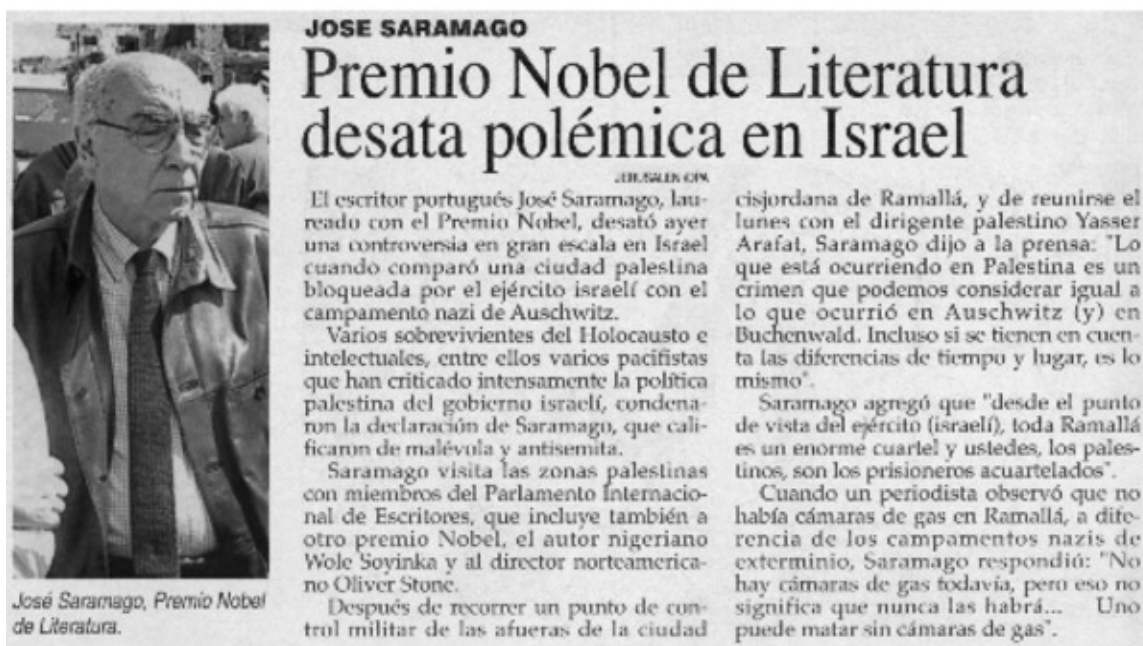 JOSE SARAMAGO
Premio Nobel de Literatura
desata polémica en Israel
El escritor portugués José Saramago, lau-
reado con el Premio Nobel, desató ayer
una controversia en gran escala en Israel
cuando comparó una ciudad palestina
bloqueada por el ejército israelí con el
campamento nazi de Auschwitz.
Varios sobrevivientes del Holocausto e
intelectuales, entre ellos varios pacifistas
que han criticado intensamente la política
palestina del gobierno israelí, condena-
ron la declaración de Saramago, que cali-
ficaron de malévola y antisemita.
Saramago visita las zonas palestinas
con miembros del Parlamento Internacio-
nal de Escritores, que incluye también a
otro premio Nobel, el autor nigeriano
Wole Soyinka y al director norteamerica-
no Oliver Stone.
Después de recorrer un punto de con-
trol militar de las afueras de la ciudad
cisjordana de Ramallá, y de reunirse el
lunes con el dirigente palestino Yasser
Arafat, Saramago dijo a la prensa: "Lo
que está ocurriendo en Palestina es un
crimen que podemos considerar igual a
lo que ocurrió en Auschwitz (y) en
Buchenwald. Incluso si se tienen en cuen-
ta las diferencias de tiempo y lugar, es lo
mismo".
Saramago agregó que "desde el punto
de vista del ejército (israelí), toda Ramallá
es un enorme cuartel y ustedes, los pales-
tinos, son los prisioneros acuartelados".
Cuando un periodista observó que no
había cámaras de gas en Ramallá, a dife-
rencia de los campamentos nazis de
exterminio, Saramago respondió: "No
hay cámaras de gas todavía, pero eso no
significa que nunca las habrá... Uno
puede matar sin cámaras de gas".
José Saramago, Premio Nobel
de Literatura.